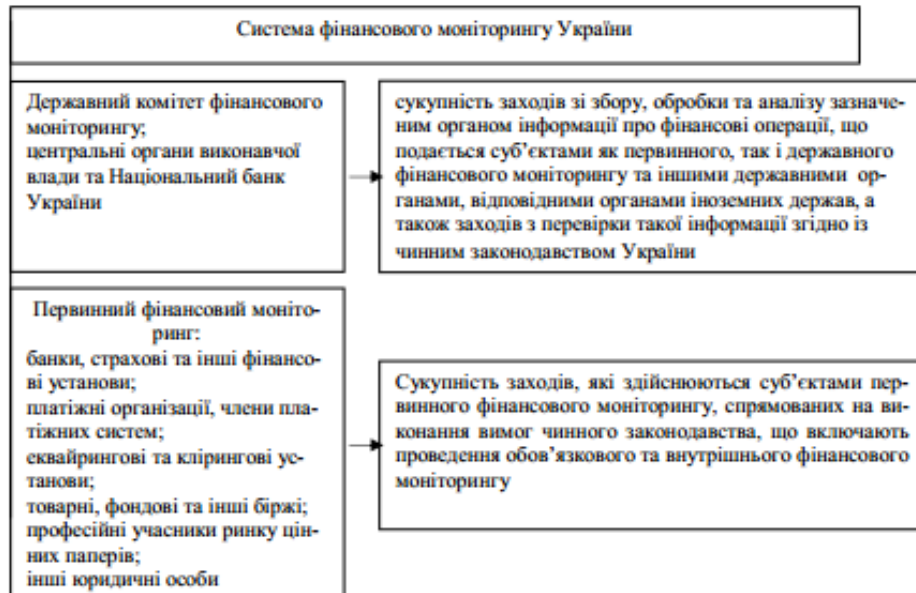 Система фінансового моніторингу України
Державний комітет фінансового
моніторингу;
центральні органи виконавчої
влади та Національний банк
України
сукупність заходів зі збору, обробки та аналізу зазначе-
ним органом інформації про фінансові операції, що
подається суб’єктами як первинного, так і державного
фінансового моніторингу та іншими державними ор-
ганами, відповідними органами іноземних держав, а
також заходів з перевірки такої інформації згідно із
чинним законодавством України
Первинний фінансовий моніто-
ринг:
банки, страхові та інші фінансо-
ві установи;
платіжні організації, члени пла-
тіжних систем;
еквайрингові та клірингові ус-
танови;
товарні, фондові та інші біржі;
професійні учасники ринку цін-
них паперів;
інші юридичні особи
Сукупність заходів, які здійснюються суб’єктами пер-
винного фінансового моніторингу, спрямованих на ви-
конання вимог чинного законодавства, що включають
проведення обов’язкового та внутрішнього фінансового
моніторингу